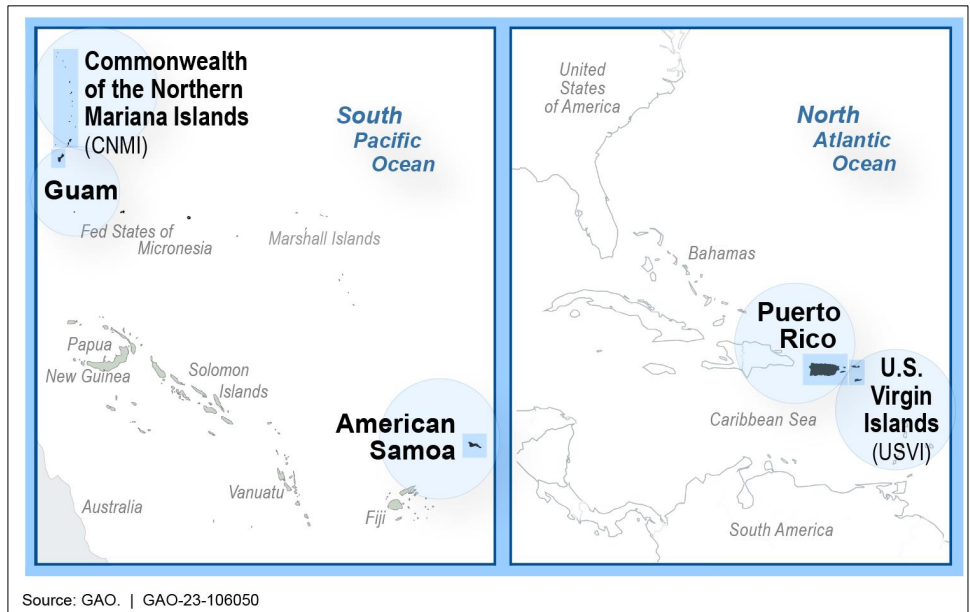 Commonwealth
of the Northern
Mariana Islands
(CNMI)
Guam
South
Pacific
Ocean
Fed States of
Micronesia
Marshall Islands
Papua
New Guinea
Solomon
Islands
American
Samoa
Australia
Vanuatu
Fiji
United
States
of America
North
Atlantic
Ocean
Bahamas
Puerto
Rico
U.S.
Virgin
Islands
(USVI)
Caribbean Sea
South America
Source: GAO. | GAO-23-106050